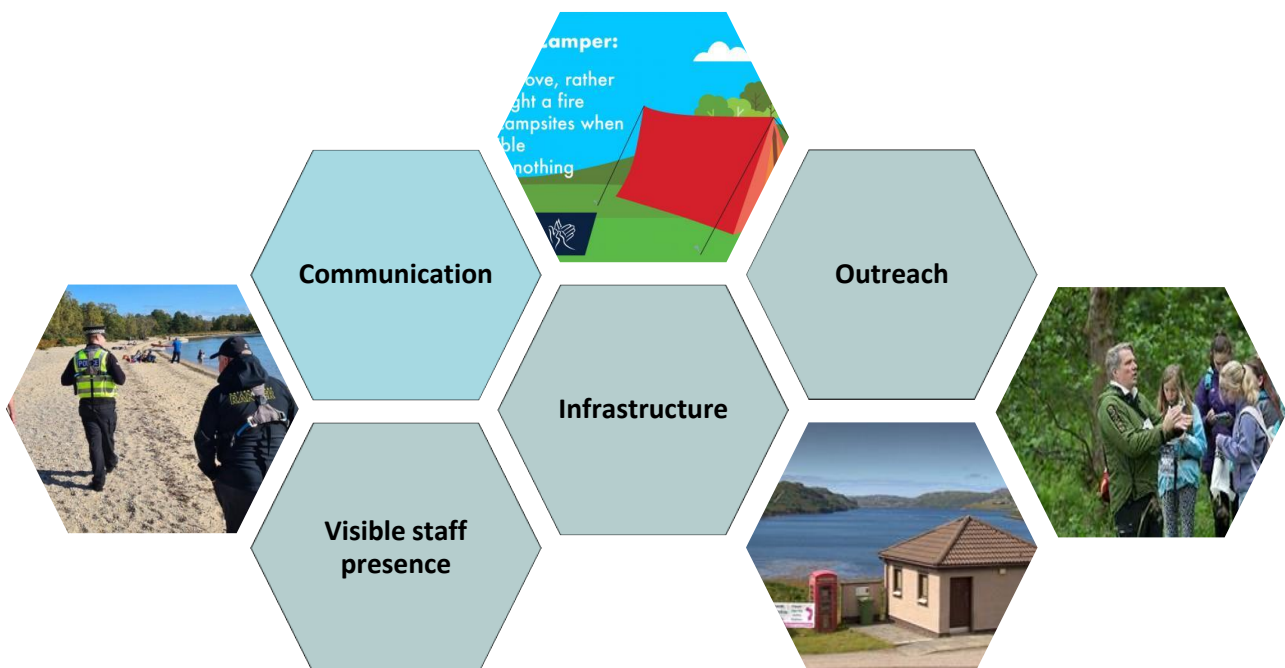 amper:
ove, rather
ght a fire
ampsites when
ble
nothing
Communication
Outreach
Infrastructure
Visible staff
presence